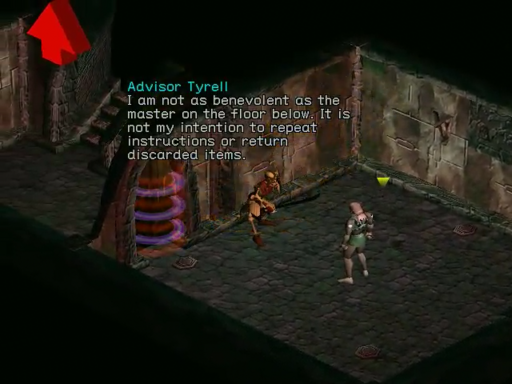 Advisor Tyrell
I am not as benevolent as the
master on the floor below. It is
not my intention to repeat
instructions or return
discarded items.